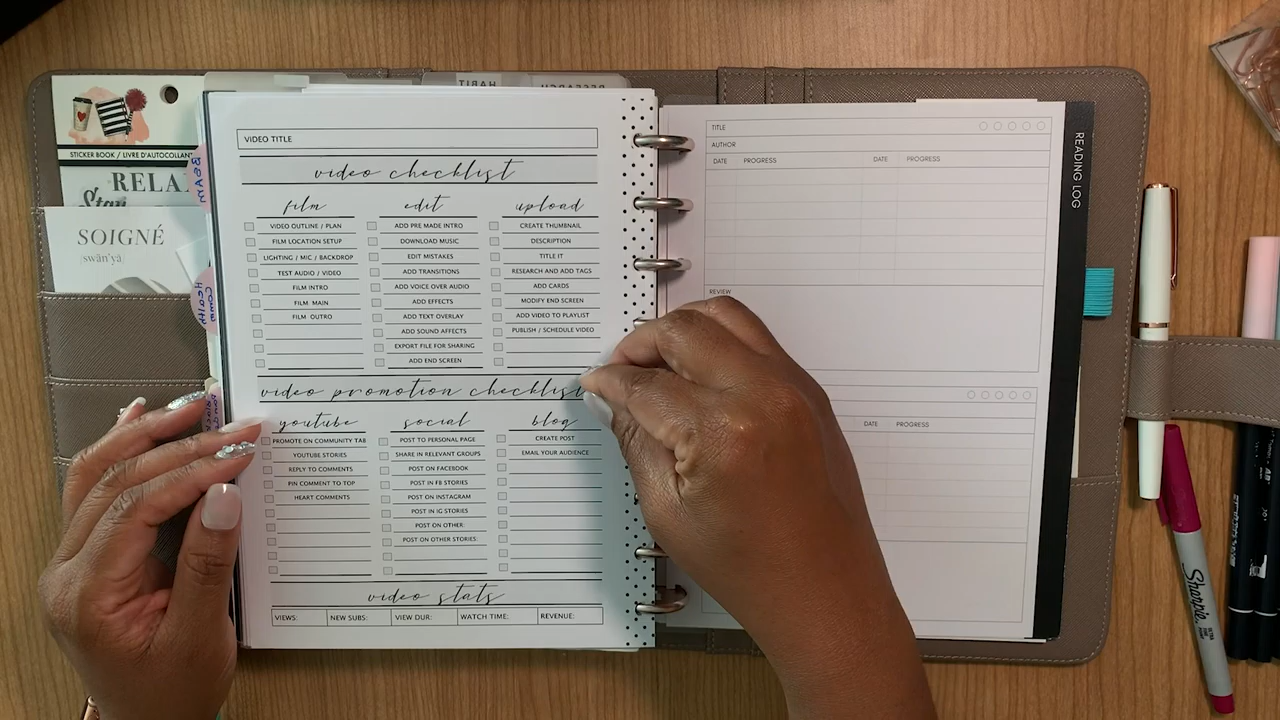 HABIT
RESEARCH
STICKER BOOK / LIVRE D'AUTOCOLLANT
RELAX
Stay
SOIGNÉ
swän'yā
VIDEO TITLE
video checklist
film
VIDEO OUTLINE / PLAN
FILM LOCATION SETUP
LIGHTING / MIC / BACKDROP
TEST AUDIO / VIDEO
FILM INTRO
FILM MAIN
FILM OUTRO
edit
ADD PRE MADE INTRO
DOWNLOAD MUSIC
EDIT MISTAKES
ADD TRANSITIONS
ADD VOICE OVER AUDIO
ADD EFFECTS
ADD TEXT OVERLAY
ADD SOUND AFFECTS
EXPORT FILE FOR SHARING
ADD END SCREEN
upload
CREATE THUMBNAIL
DESCRIPTION
TITLE IT
RESEARCH AND ADD TAGS
ADD CARDS
MODIFY END SCREEN
ADD VIDEO TO PLAYLIST
PUBLISH / SCHEDULE VIDEO
video promotion checklist
youtube
PROMOTE ON COMMUNITY TAB
YOUTUBE STORIES
REPLY TO COMMENTS
PIN COMMENT TO TOP
HEART COMMENTS
social
POST TO PERSONAL PAGE
SHARE IN RELEVANT GROUPS
POST ON FACEBOOK
POST IN FB STORIES
POST ON INSTAGRAM
POST IN IG STORIES
POST ON OTHER:
POST ON OTHER STORIES:
blog
CREATE POST
EMAIL YOUR AUDIENCE
video stats
VIEWS: NEW SUBS: VIEW DUR: WATCH TIME: REVENUE:
TITLE
AUTHOR
DATE PROGRESS DATE PROGRESS
REVIEW
DATE PROGRESS
READING LOG
Sharpie